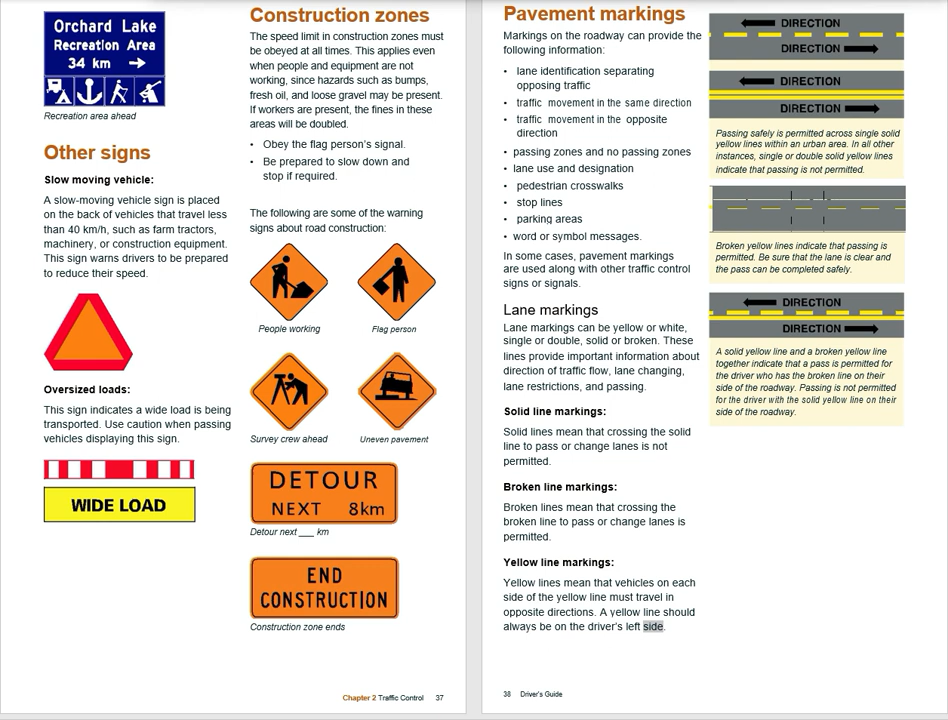 Orchard Lake
Recreation Area
34 km
Recreation area ahead
Other signs
Slow moving vehicle:
A slow-moving vehicle sign is placed
on the back of vehicles that travel less
than 40 km/h, such as farm tractors,
machinery, or construction equipment.
This sign warns drivers to be prepared
to reduce their speed.
Oversized loads:
This sign indicates a wide load is being
transported. Use caution when passing
vehicles displaying this sign.
WIDE LOAD
Construction zones
The speed limit in construction zones must
be obeyed at all times. This applies even
when people and equipment are not
working, since hazards such as bumps,
fresh oil, and loose gravel may be present.
If workers are present, the fines in these
areas will be doubled.
• Obey the flag person’s signal.
• Be prepared to slow down and
stop if required.
The following are some of the warning
signs about road construction:
People working
Flag person
Survey crew ahead
Uneven pavement
DETOUR
NEXT 8km
Detour next ___ km
END
CONSTRUCTION
Construction zone ends
Chapter 2 Traffic Control 37
Pavement markings
Markings on the roadway can provide the
following information:
• lane identification separating
opposing traffic
• traffic movement in the same direction
• traffic movement in the opposite
direction
• passing zones and no passing zones
• lane use and designation
• pedestrian crosswalks
• stop lines
• parking areas
• word or symbol messages.
In some cases, pavement markings
are used along with other traffic control
signs or signals.
Lane markings
Lane markings can be yellow or white,
single or double, solid or broken. These
lines provide important information about
direction of traffic flow, lane changing,
lane restrictions, and passing.
Solid line markings:
Solid lines mean that crossing the solid
line to pass or change lanes is not
permitted.
Broken line markings:
Broken lines mean that crossing the
broken line to pass or change lanes is
permitted.
Yellow line markings:
Yellow lines mean that vehicles on each
side of the yellow line must travel in
opposite directions. A yellow line should
always be on the driver’s left side.
DIRECTION
DIRECTION
DIRECTION
DIRECTION
Passing safely is permitted across single solid
yellow lines within an urban area. In all other
instances, single or double solid yellow lines
indicate that passing is not permitted.
Broken yellow lines indicate that passing is
permitted. Be sure that the lane is clear and
the pass can be completed safely.
DIRECTION
DIRECTION
A solid yellow line and a broken yellow line
together indicate that a pass is permitted for
the driver who has the broken line on their
side of the roadway. Passing is not permitted
for the driver with the solid yellow line on their
side of the roadway.
38 Driver’s Guide